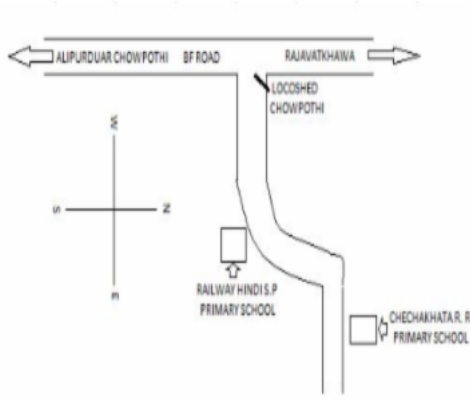 ALIPURDUAR CHOWPOTHI BF ROAD RAJAVATKHAWA
LOCOSHED
CHOWPOTHI
W
S N
E
RAILWAY HINDI S.P
PRIMARY SCHOOL
CHECHAKHATA R. R
PRIMARY SCHOOL